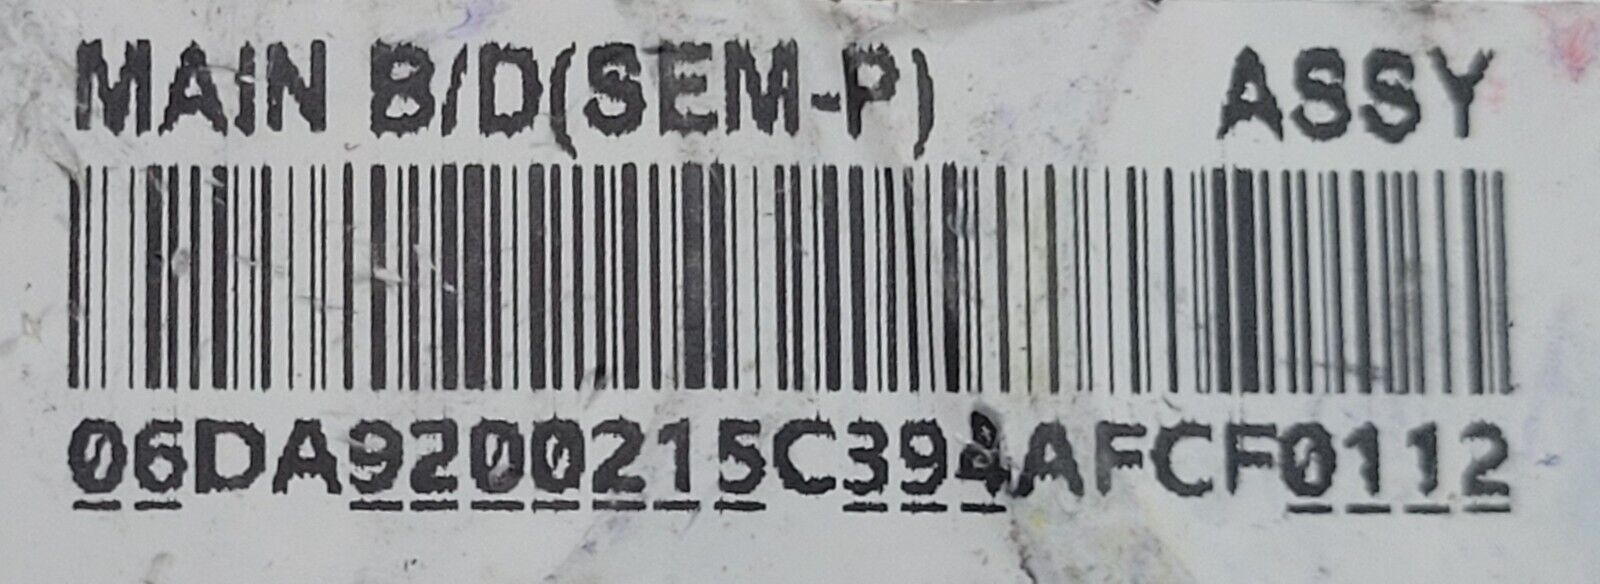 MAIN B/D(SEM-P) ASSY
06DA9200215C394AFCF0112